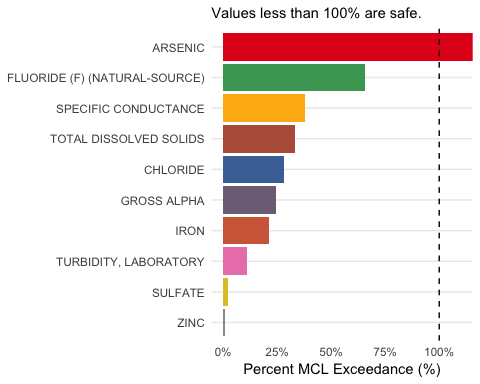 Values less than 100% are safe.
ARSENIC
FLUORIDE (F) (NATURAL-SOURCE)
SPECIFIC CONDUCTANCE
TOTAL DISSOLVED SOLIDS
CHLORIDE
GROSS ALPHA
IRON
TURBIDITY, LABORATORY
SULFATE
ZINC
0% 25% 50% 75% 100%
Percent MCL Exceedance (%)